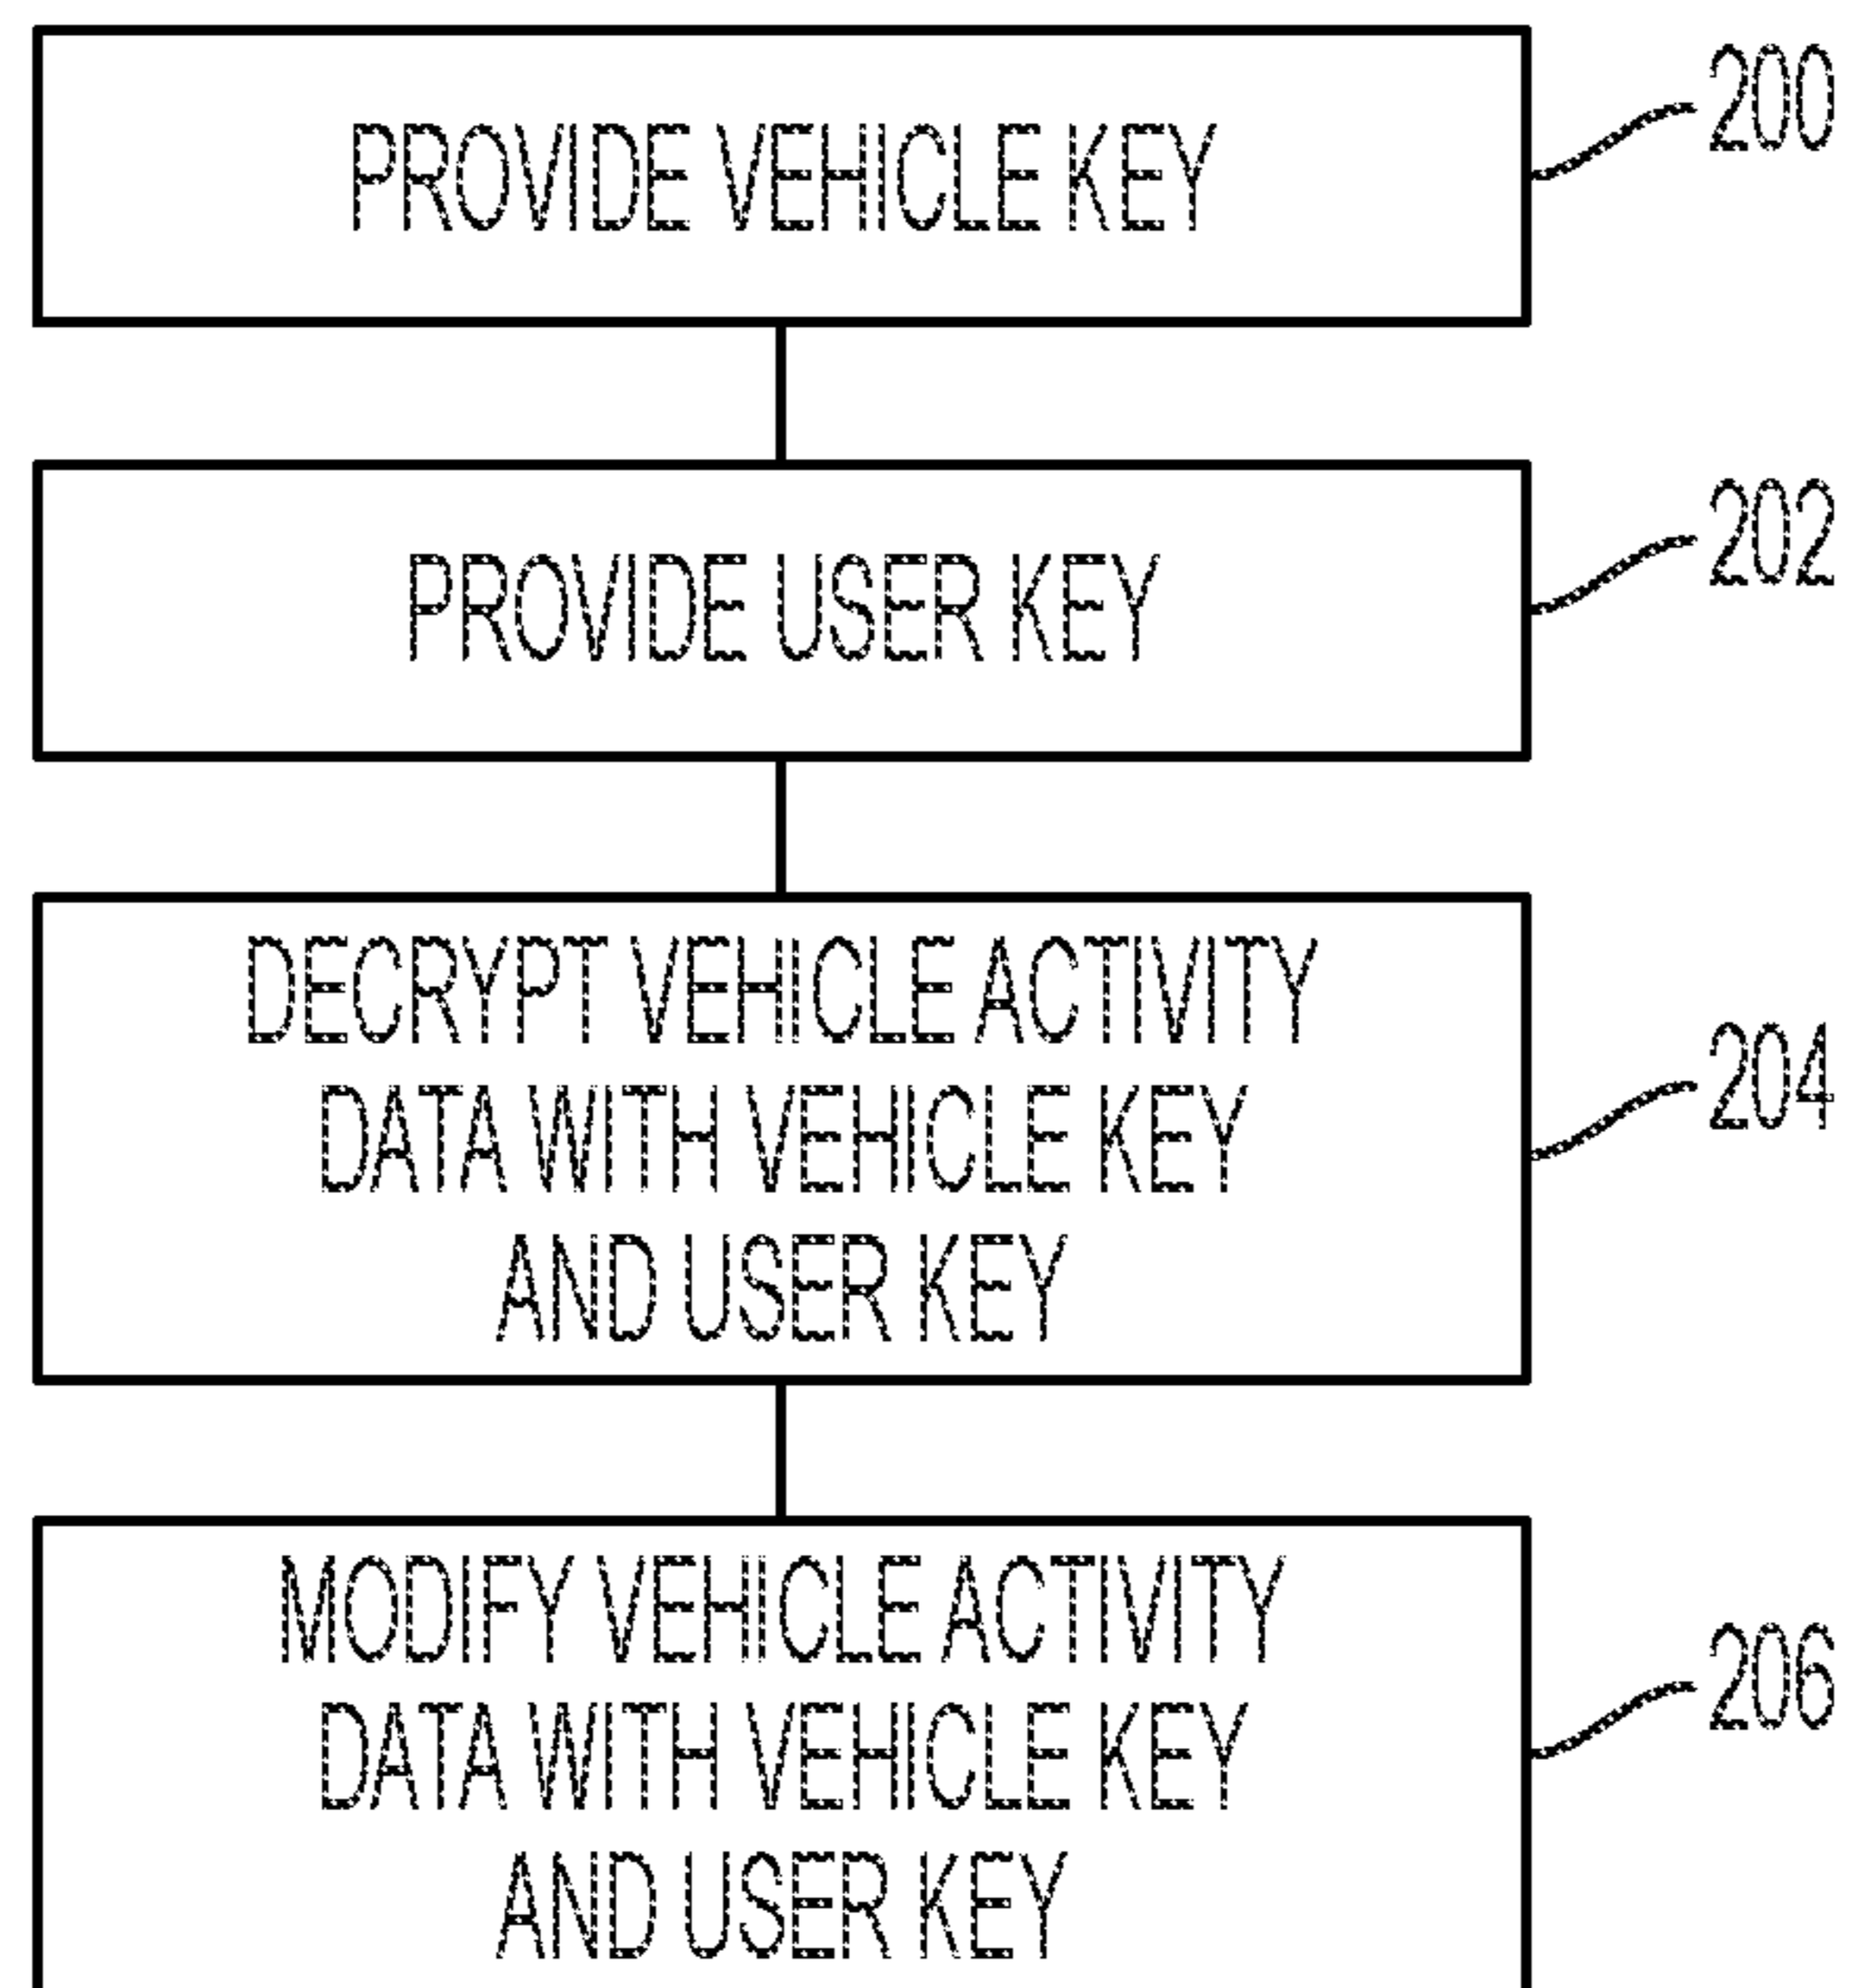 PROVIDE VEHICLE KEY
200
PROVIDE USER KEY
202
DECRYPT VEHICLE ACTIVITY
DATA WITH VEHICLE KEY
AND USER KEY
204
MODIFY VEHICLE ACTIVITY
DATA WITH VEHICLE KEY
AND USER KEY
206